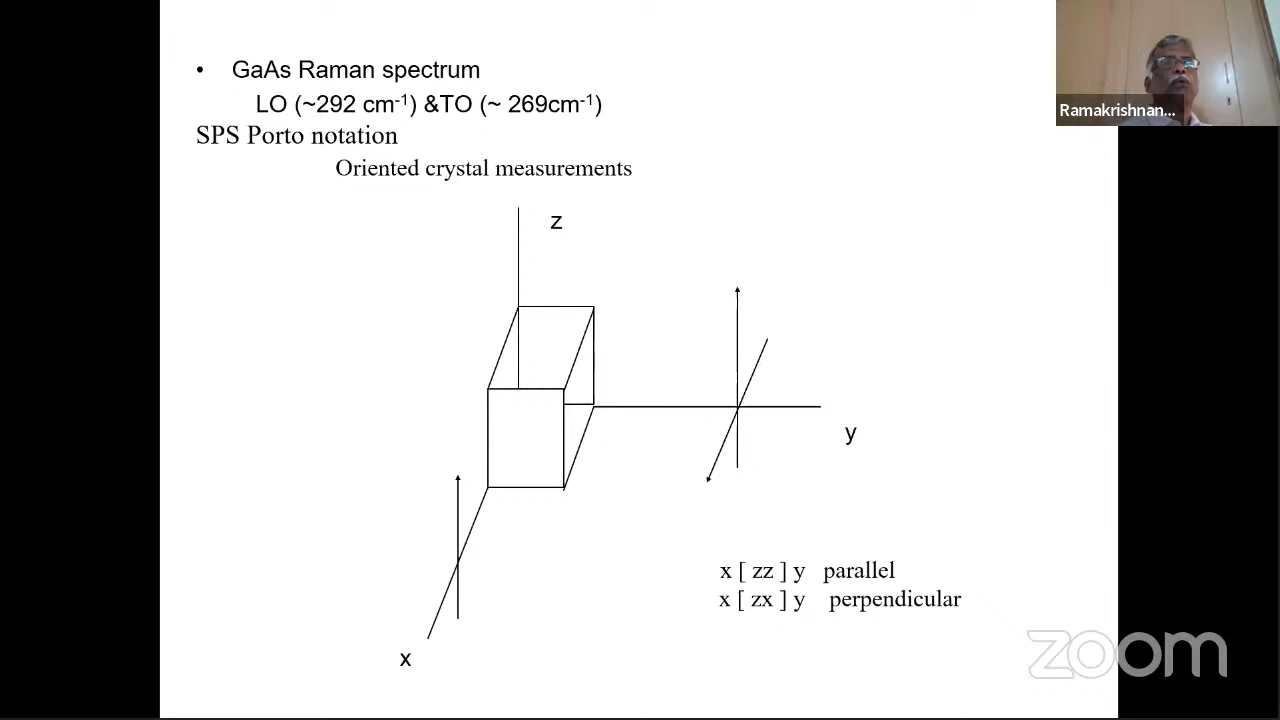 • GaAs Raman spectrum
LO (~292 cm-1) &TO (~ 269cm-1)
SPS Porto notation
Oriented crystal measurements
z
y
x [ zz ] y parallel
x [ zx ] y perpendicular
x
Ramakrishnan...
zoom